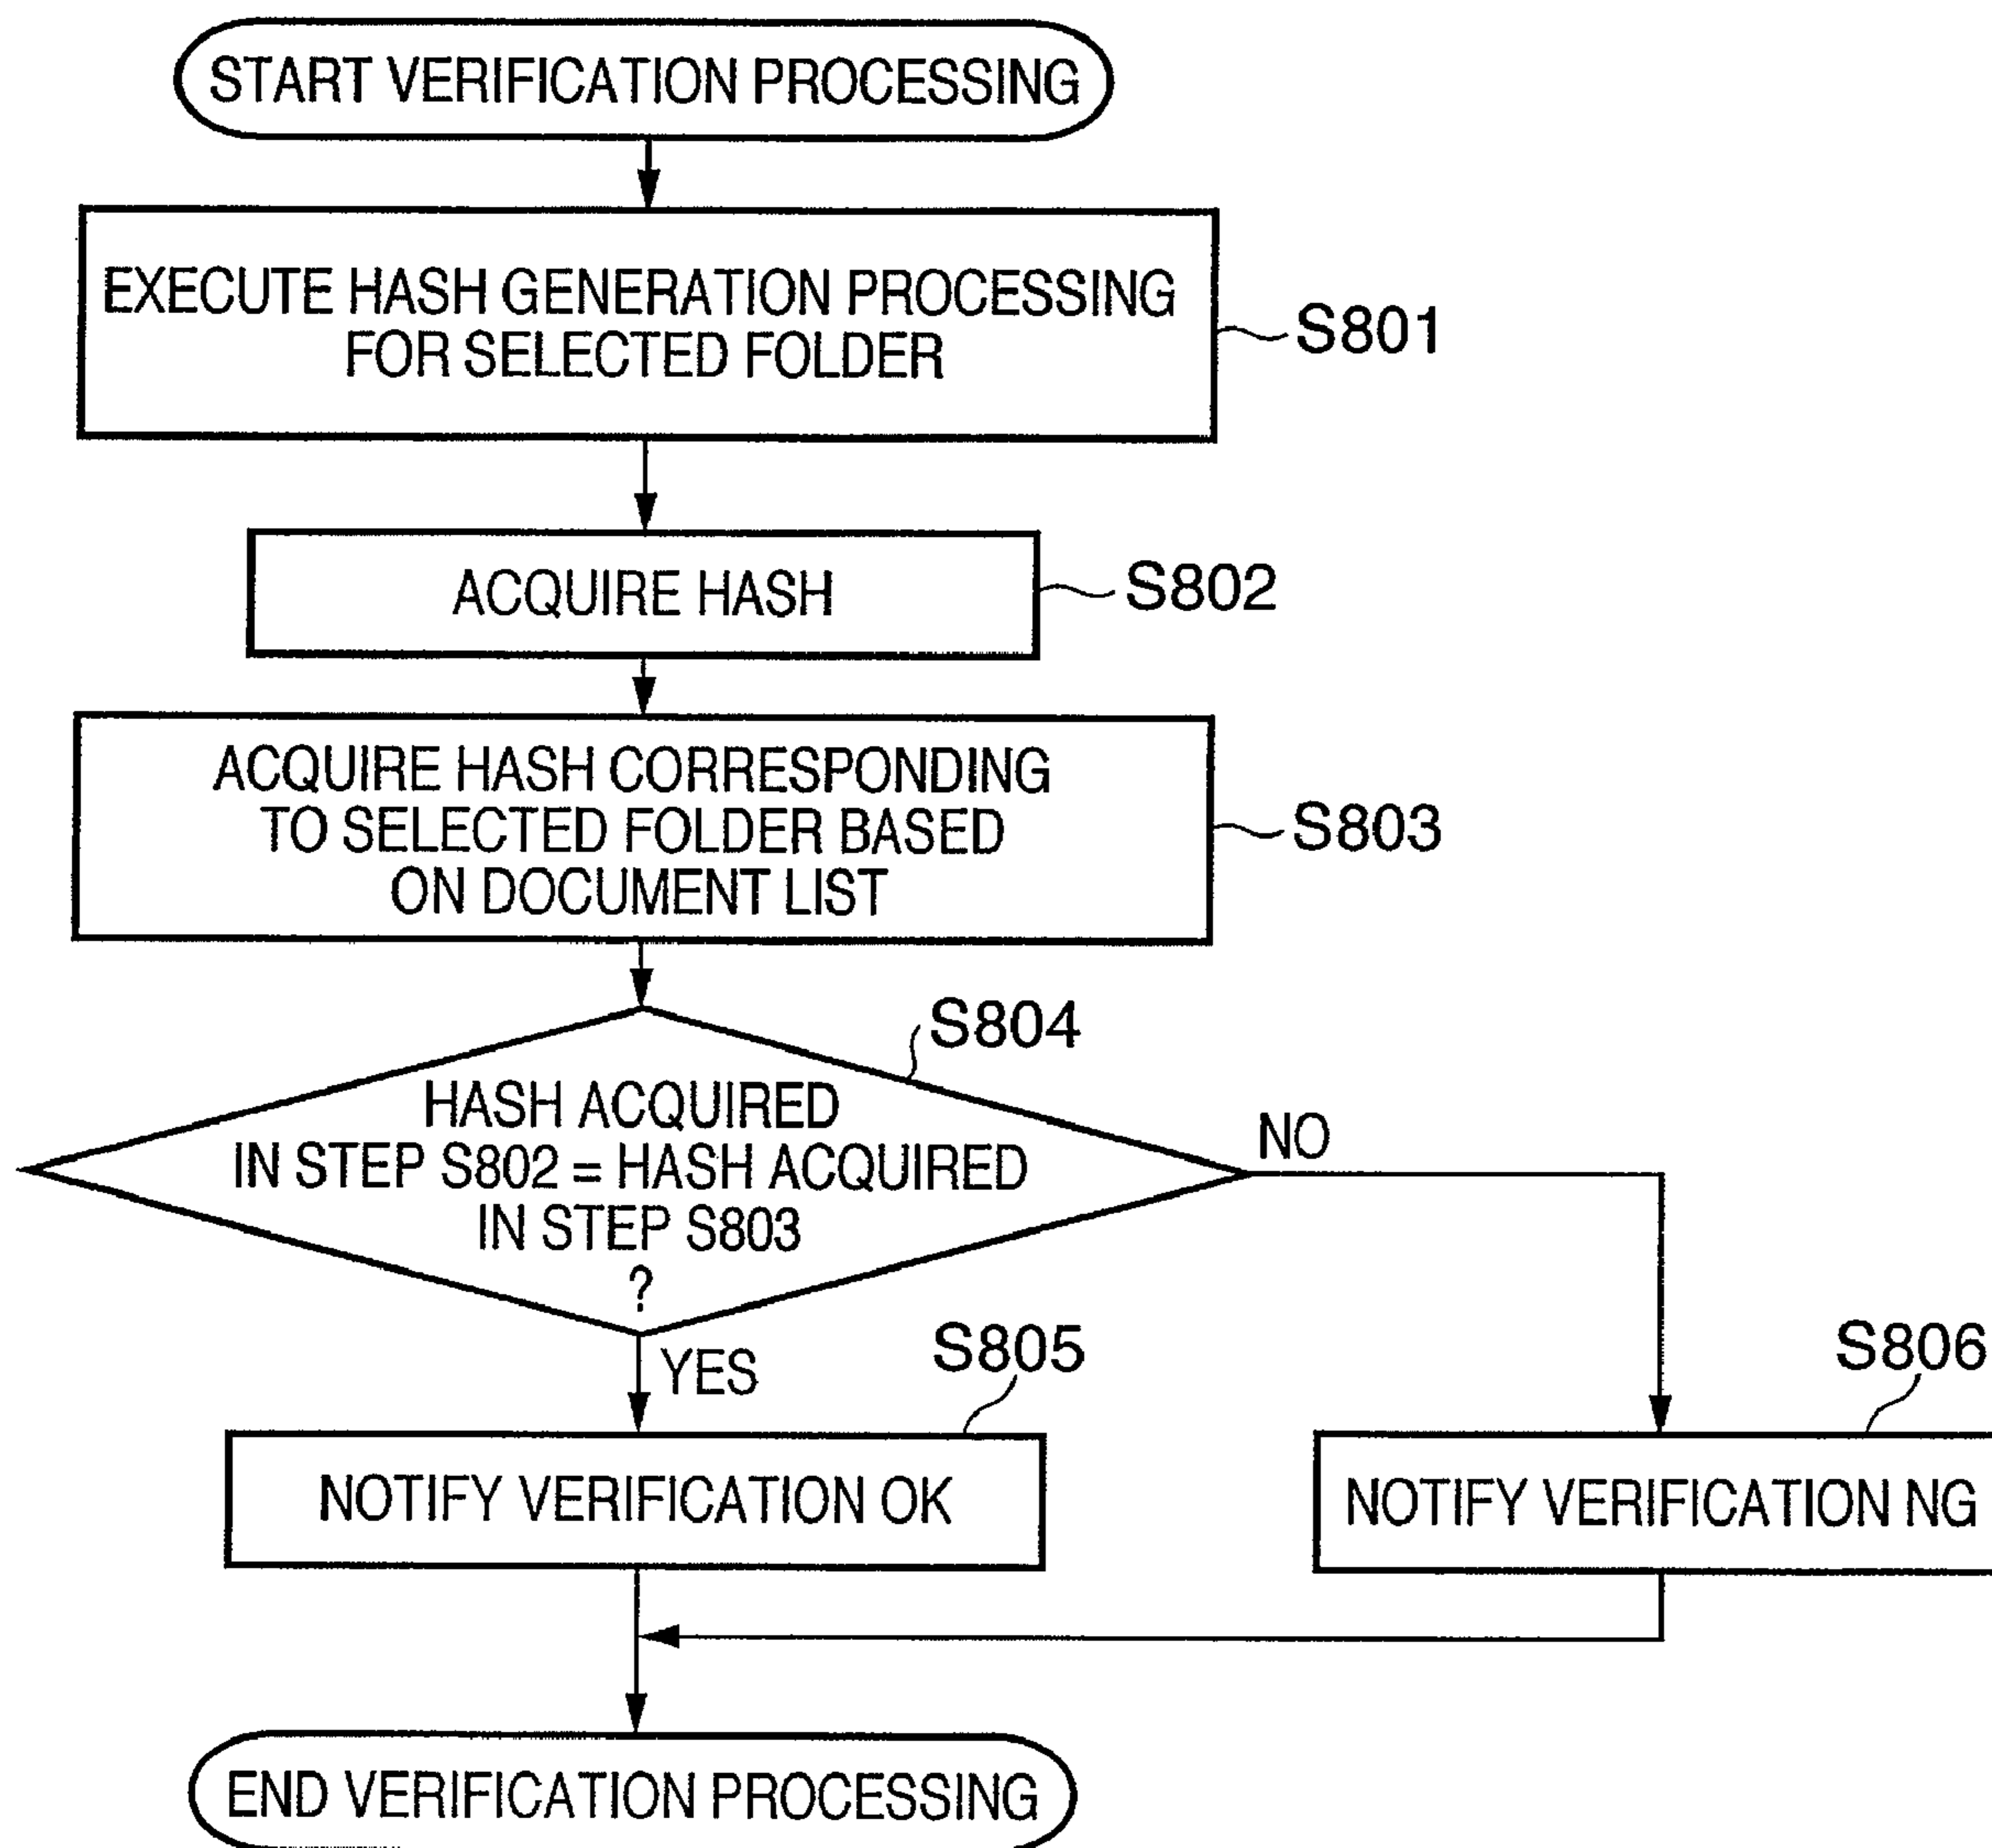 START VERIFICATION PROCESSING
EXECUTE HASH GENERATION PROCESSING
FOR SELECTED FOLDER
S801
ACQUIRE HASH
S802
ACQUIRE HASH CORRESPONDING
TO SELECTED FOLDER BASED
ON DOCUMENT LIST
S803
S804
HASH ACQUIRED
IN STEP S802 = HASH ACQUIRED
IN STEP S803
?
NO
YES
S805
S806
NOTIFY VERIFICATION OK
NOTIFY VERIFICATION NG
END VERIFICATION PROCESSING